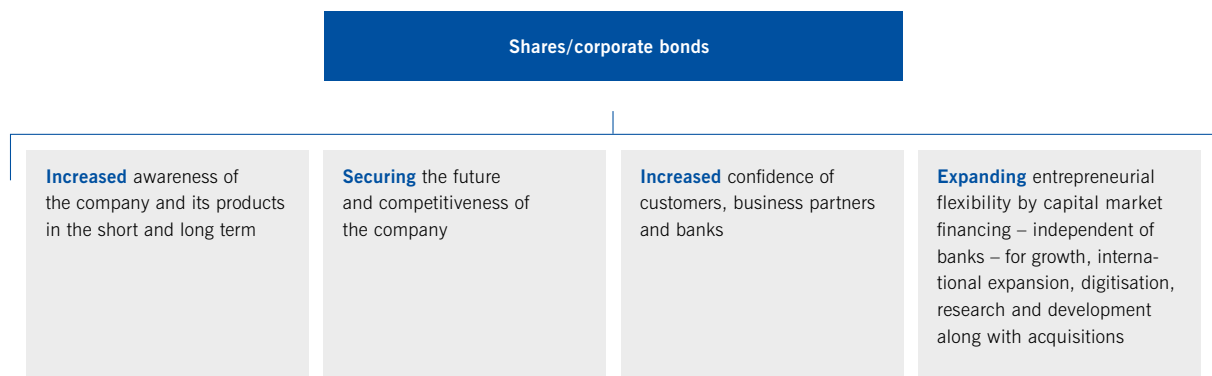 Shares/corporate bonds
Increased awareness of
the company and its products
in the short and long term
Securing the future
and competitiveness of
the company
Increased confidence of
customers, business partners
and banks
Expanding entrepreneurial
flexibility by capital market
financing – independent of
banks – for growth, interna-
tional expansion, digitisation,
research and development
along with acquisitions